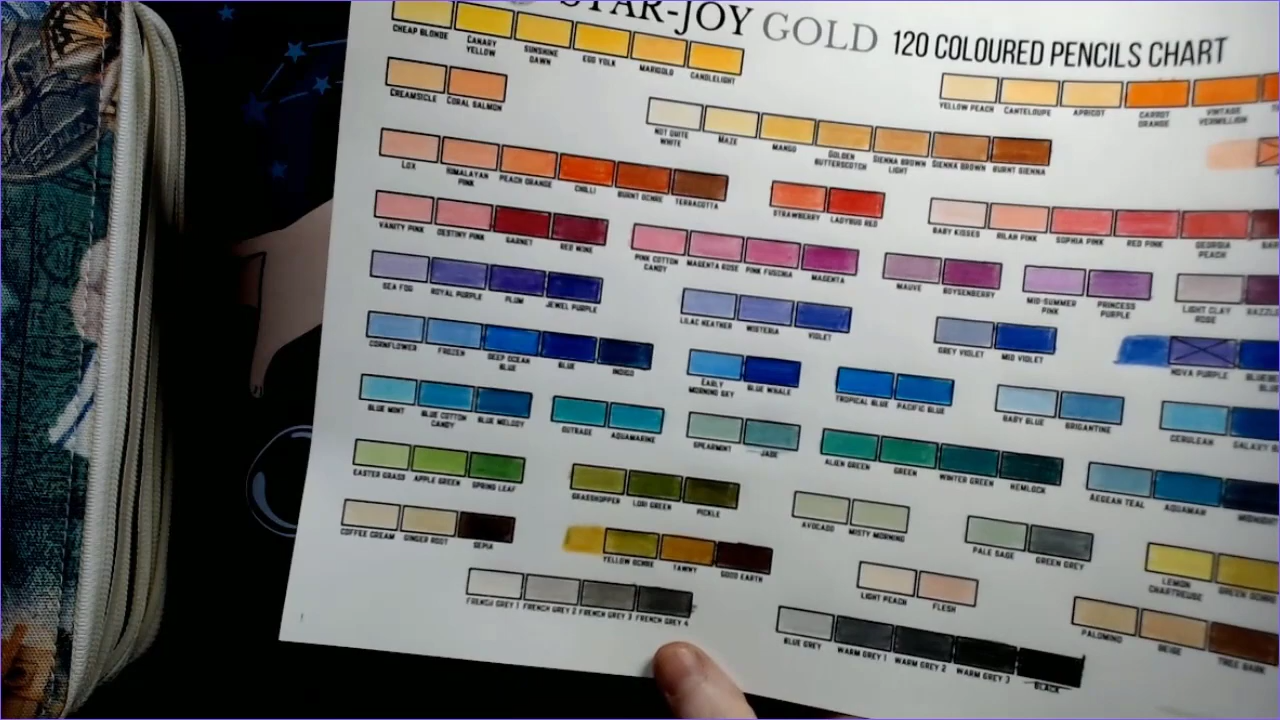 STAR-JOY GOLD 120 COLOURED PENCILS CHART
CHEAP BLONDE CANARY YELLOW SUNSHINE DAWN EGG YOLK MARIGOLD CANDLELIGHT
YELLOW PEACH CANTELOUPE APRICOT CARROT ORANGE VINTAGE VERMILLION
CREAMSICLE CORAL SALMON
NOT QUITE WHITE MAZE MANGO GOLDEN BUTTERSCOTCH SIENNA BROWN LIGHT SIENNA BROWN BURNT SIENNA
LOX HIMALAYAN PINK PEACH ORANGE CHILLI BURNT OCHRE TERRACOTTA
STRAWBERRY LADYBUG RED
BABY KISSES BILAH PINK SOPHIA PINK RED PINK GEORGIA PEACH
VANITY PINK DESTINY PINK GARNET RED WINE
PINK COTTON CANDY MAGENTA ROSE PINK FUSCHIA MAGENTA
MAUVE BOYSENBERRY
MID-SUMMER PINK PRINCESS PURPLE
LIGHT CLAY ROSE
SEA FOG ROYAL PURPLE PLUM JEWEL PURPLE
LILAC HEATHER WISTERIA VIOLET
GREY VIOLET MID VIOLET
NOVA PURPLE
CORNFLOWER FROZEN DEEP OCEAN BLUE BLUE INDIGO
EARLY MORNING SKY BLUE WHALE
TROPICAL BLUE PACIFIC BLUE
BABY BLUE BRIGANTINE
CERULEAN GALAXY
BLUE MINT BLUE COTTON CANDY BLUE MELODY
OUTRAGE AQUAMARINE
SPEARMINT JADE
ALIEN GREEN GREEN WINTER GREEN HEMLOCK
AEGEAN TEAL AQUAMAN
EASTER GRASS APPLE GREEN SPRING LEAF
GRASSHOPPER LORI GREEN PICKLE
AVOCADO MISTY MORNING
PALE SAGE GREEN GREY
LEMON CHARTREUSE
COFFEE CREAM GINGER ROOT SEPIA
YELLOW OCHRE TAWNY GOOD EARTH
LIGHT PEACH FLESH
PALOMINO BEIGE TREE BARK
FRENCH GREY 1 FRENCH GREY 2 FRENCH GREY 3 FRENCH GREY 4
BLUE GREY WARM GREY 1 WARM GREY 2 WARM GREY 3 BLACK